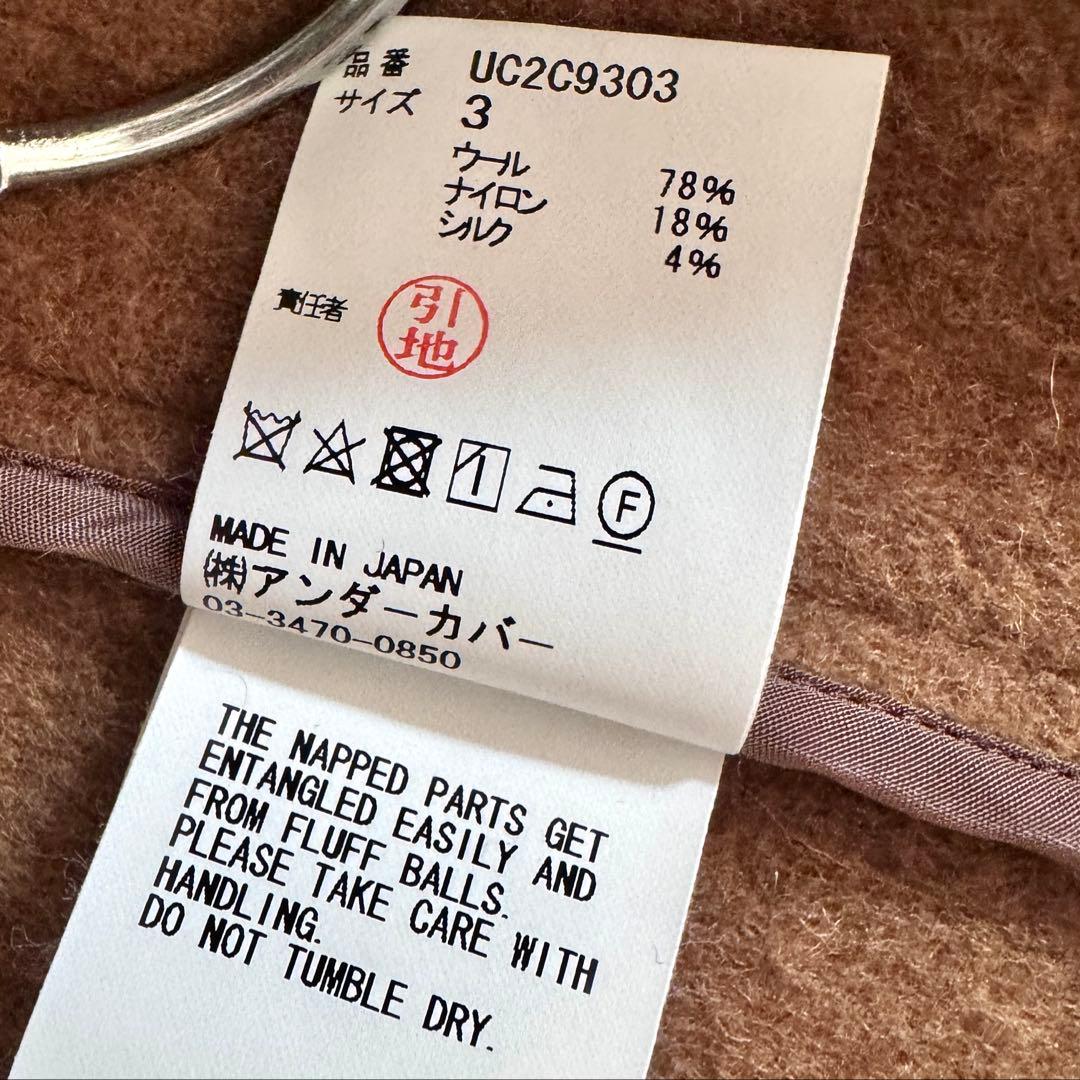 品番 UC2C9303
サイズ 3
ウール 78%
ナイロン 18%
シルク 4%
責任者 引地
F
MADE IN JAPAN
(株)アンダーカバー
03-3470-0850
THE NAPPED PARTS GET
ENTANGLED EASILY AND
FROM FLUFF BALLS.
PLEASE TAKE CARE WITH
HANDLING.
DO NOT TUMBLE DRY.